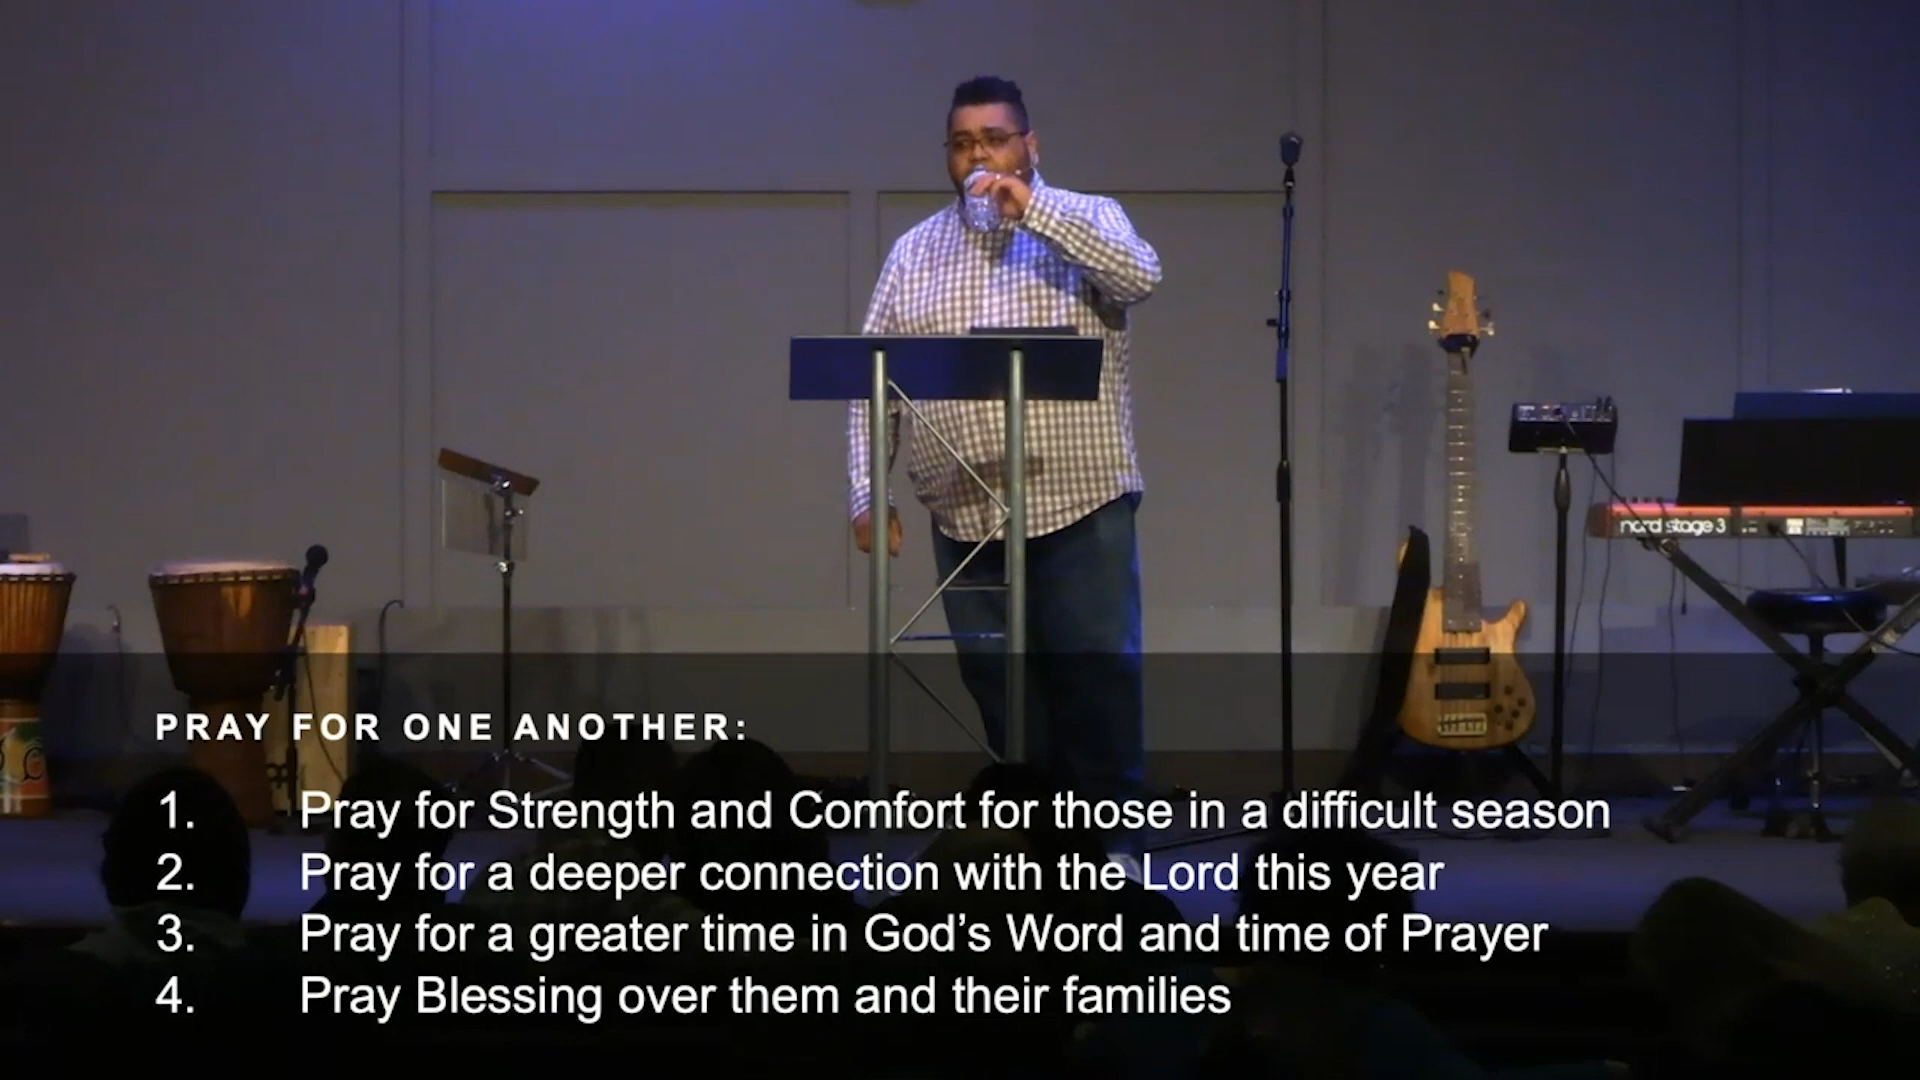 nord stage 3
PRAY FOR ONE ANOTHER:
1. Pray for Strength and Comfort for those in a difficult season
2. Pray for a deeper connection with the Lord this year
3. Pray for a greater time in God’s Word and time of Prayer
4. Pray Blessing over them and their families